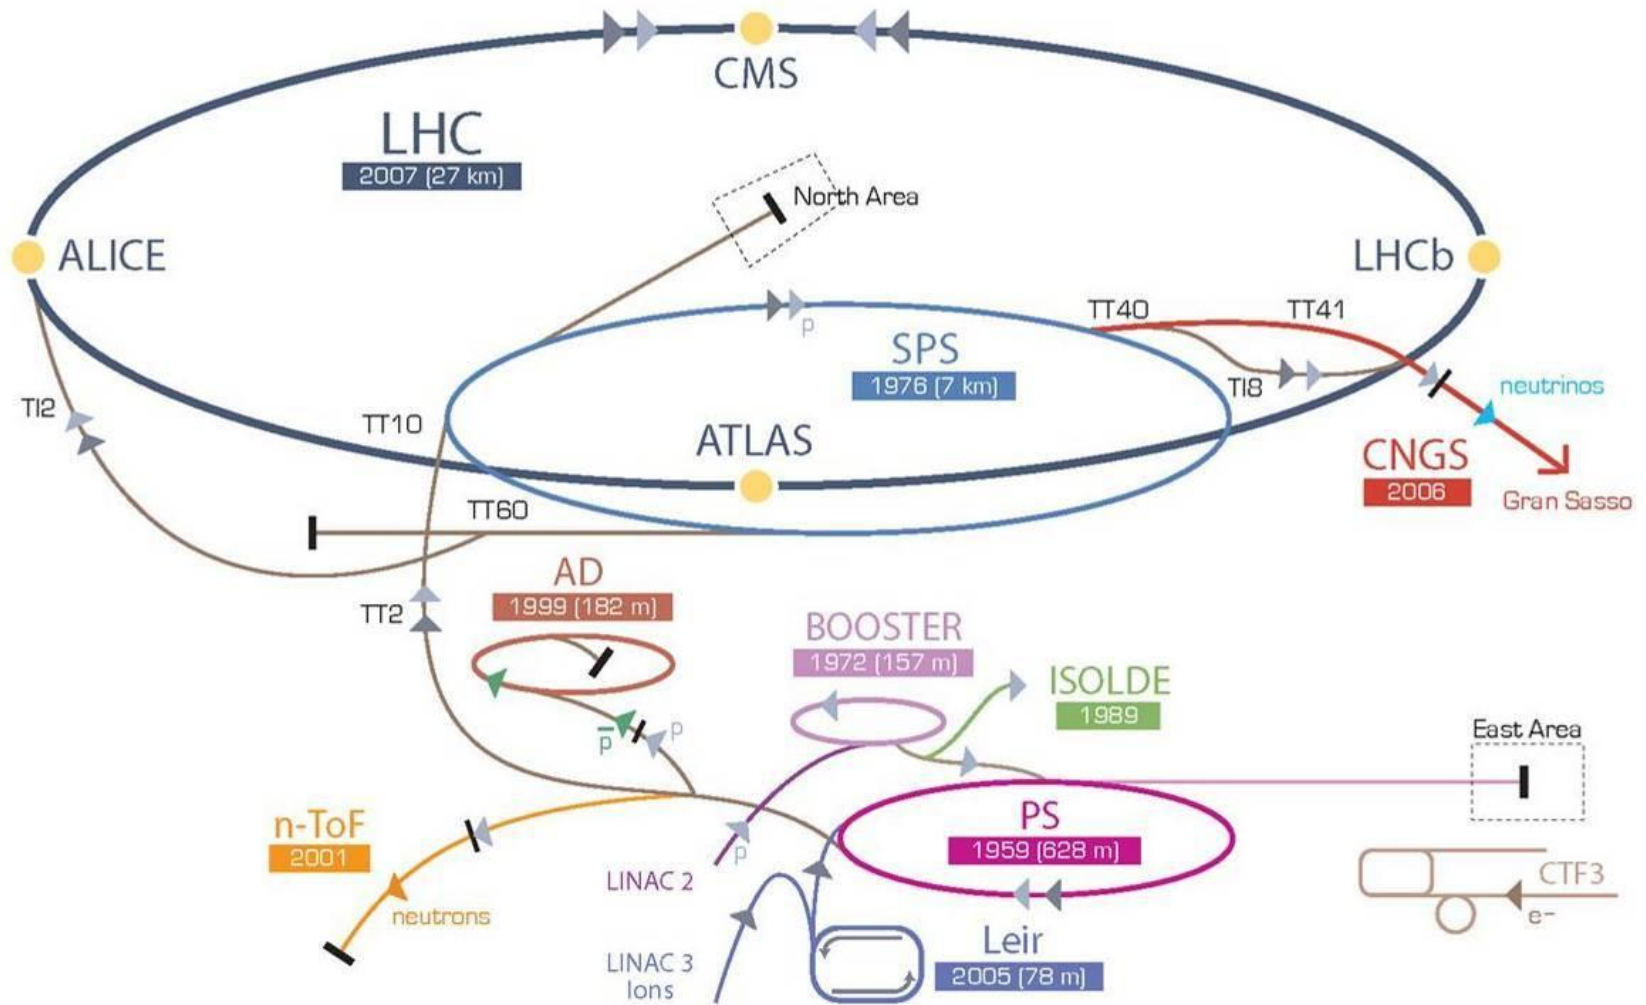 CMS
LHC
2007 (27 km)
North Area
ALICE
LHCb
p
TT40
TT41
SPS
1976 (7 km)
TI8
neutrinos
TI2
TT10
ATLAS
CNGS
2006
Gran Sasso
TT60
AD
1999 (182 m)
TT2
BOOSTER
1972 (157 m)
ISOLDE
1989
p
p̅
East Area
n-ToF
2001
PS
1959 (628 m)
p
LINAC 2
CTF3
e-
neutrons
Leir
2005 (78 m)
LINAC 3
Ions